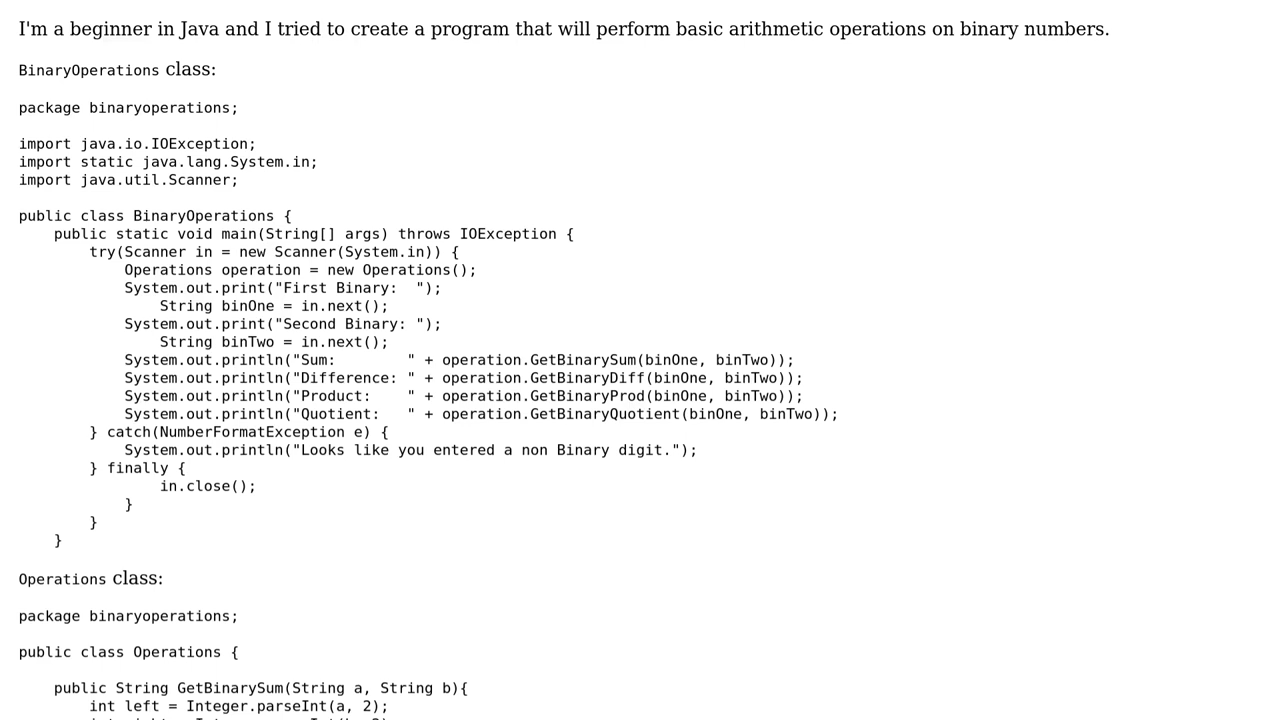 I'm a beginner in Java and I tried to create a program that will perform basic arithmetic operations on binary numbers.
BinaryOperations class:
package binaryoperations;
import java.io.IOException;
import static java.lang.System.in;
import java.util.Scanner;
public class BinaryOperations {
    public static void main(String[] args) throws IOException {
        try(Scanner in = new Scanner(System.in)) {
            Operations operation = new Operations();
            System.out.print("First Binary:  ");
                String binOne = in.next();
            System.out.print("Second Binary: ");
                String binTwo = in.next();
            System.out.println("Sum:        " + operation.GetBinarySum(binOne, binTwo));
            System.out.println("Difference: " + operation.GetBinaryDiff(binOne, binTwo));
            System.out.println("Product:    " + operation.GetBinaryProd(binOne, binTwo));
            System.out.println("Quotient:   " + operation.GetBinaryQuotient(binOne, binTwo));
        } catch(NumberFormatException e) {
            System.out.println("Looks like you entered a non Binary digit.");
        } finally {
                in.close();
            }
        }
    }
Operations class:
package binaryoperations;
public class Operations {
    public String GetBinarySum(String a, String b){
        int left = Integer.parseInt(a, 2);